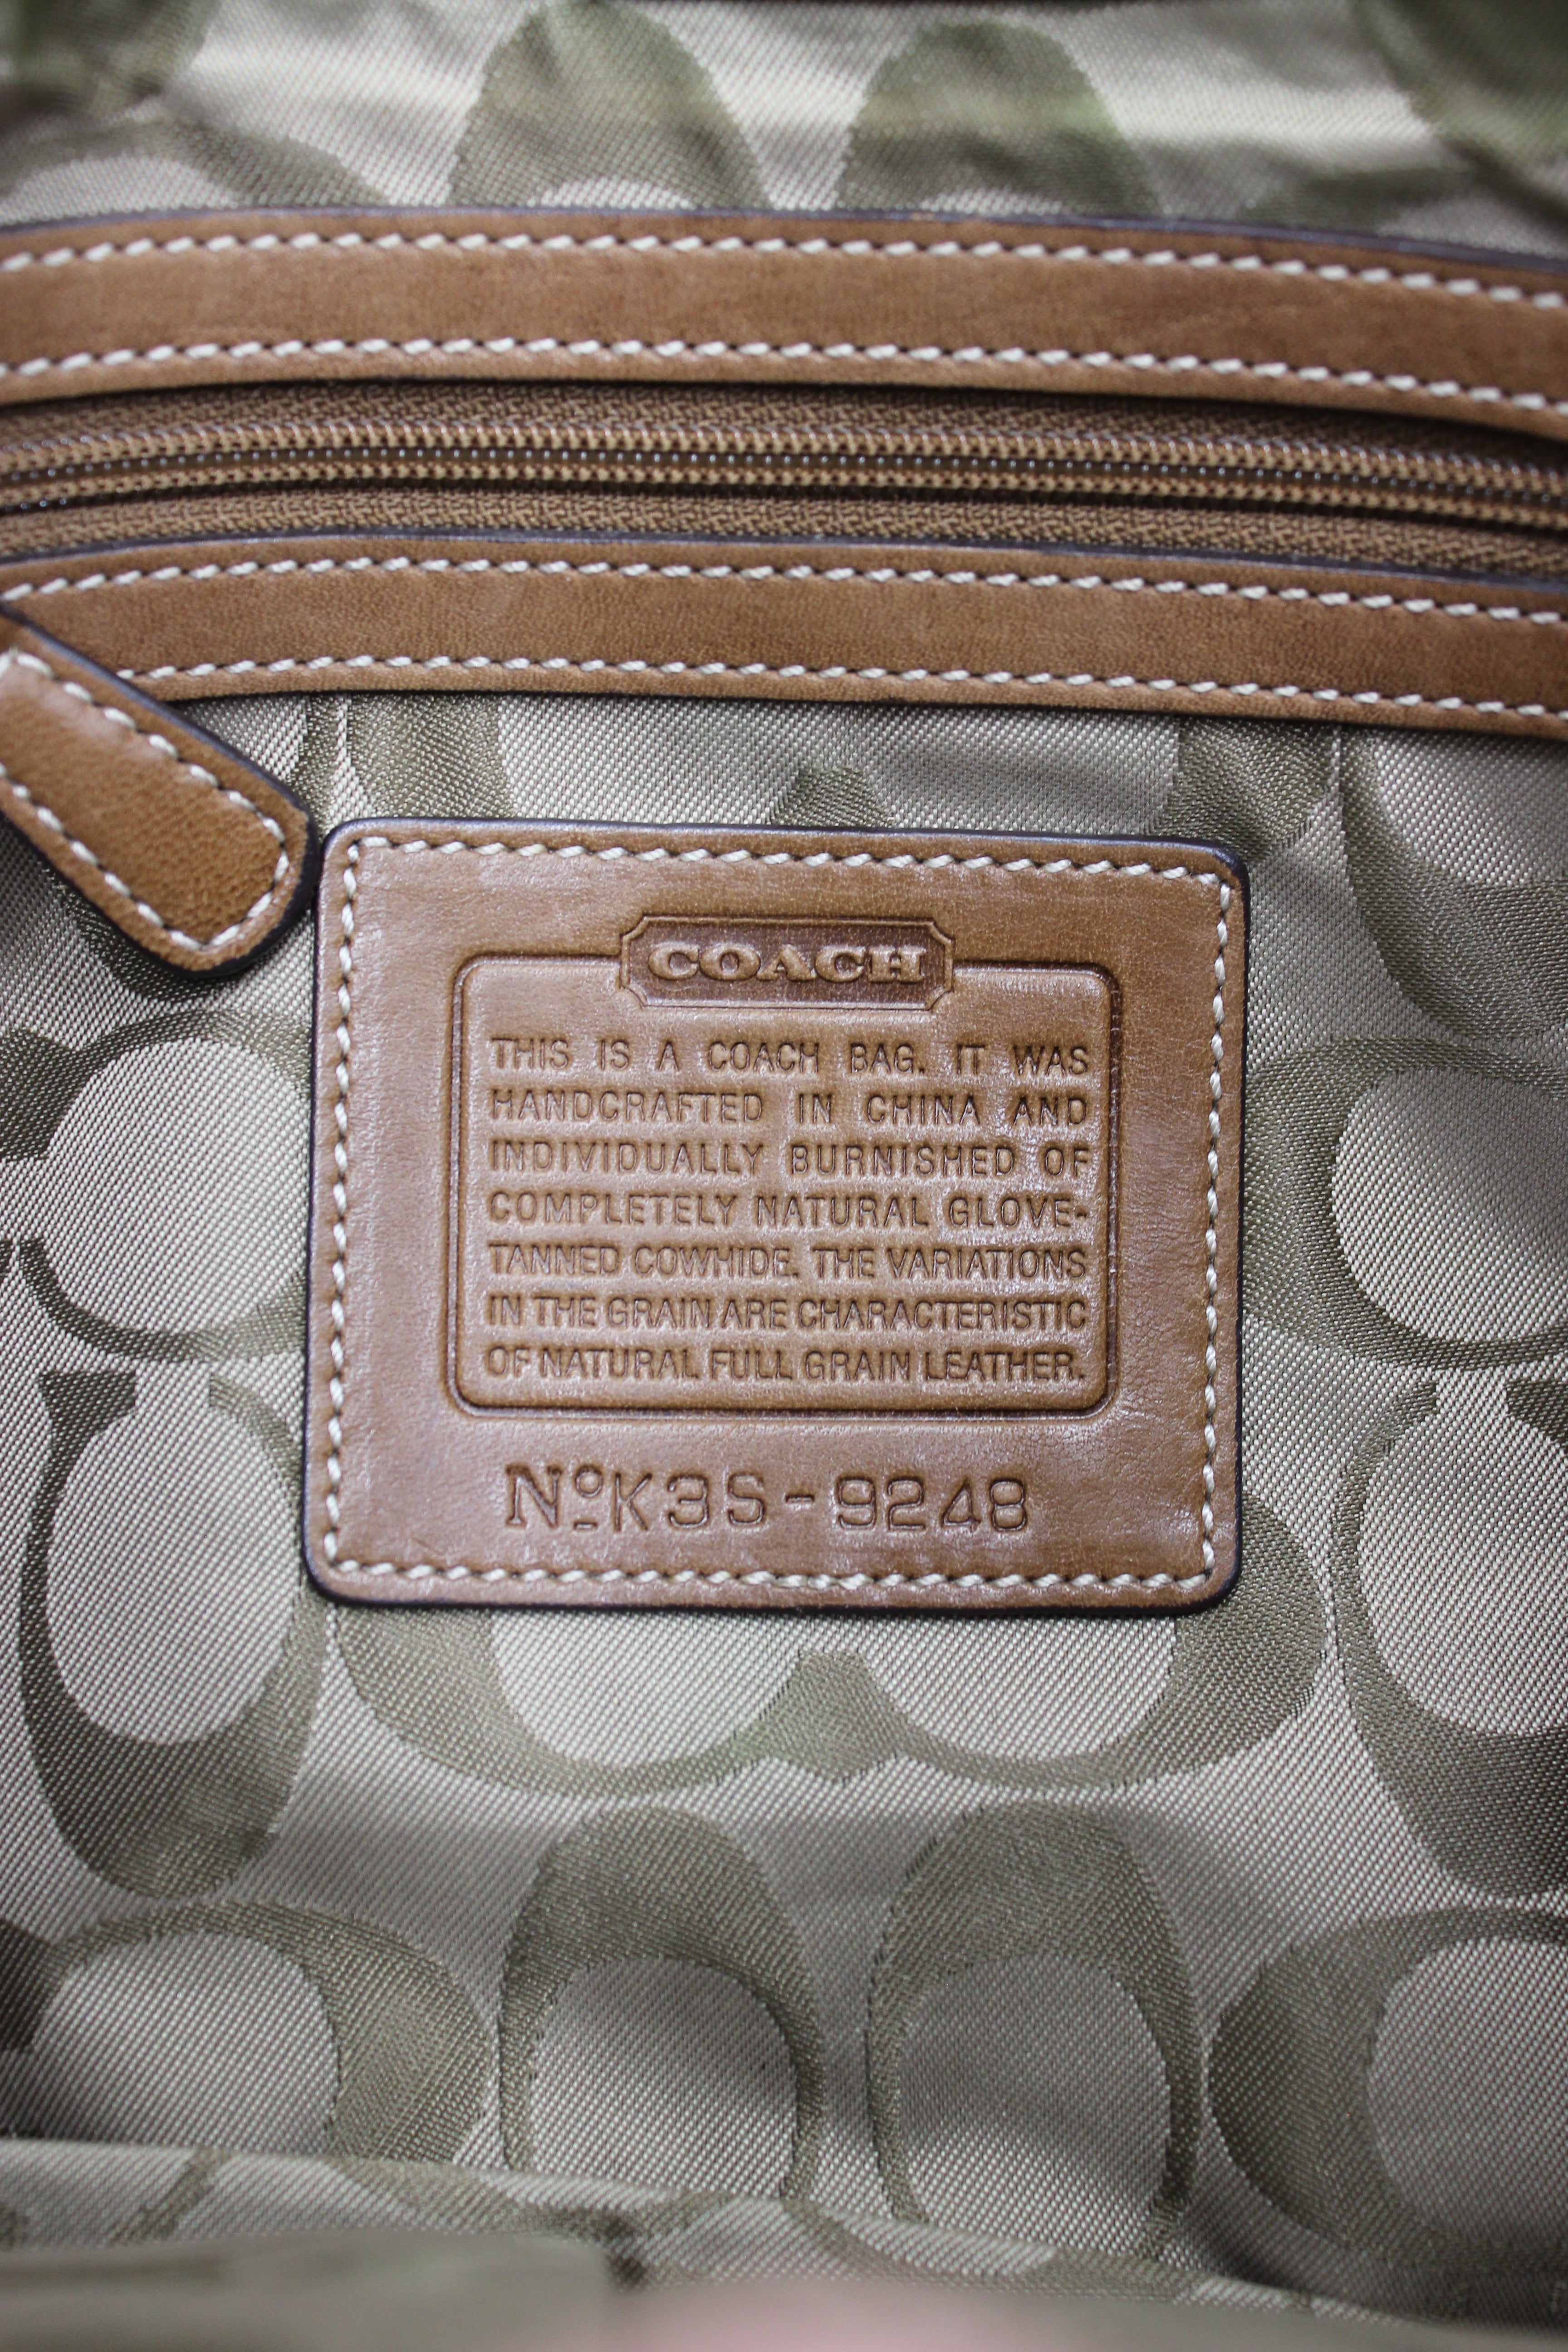 COACH
THIS IS A COACH BAG. IT WAS
HANDCRAFTED IN CHINA AND
INDIVIDUALLY BURNISHED OF
COMPLETELY NATURAL GLOVE-
TANNED COWHIDE. THE VARIATIONS
IN THE GRAIN ARE CHARACTERISTIC
OF NATURAL FULL GRAIN LEATHER.
Nº K3S-9248